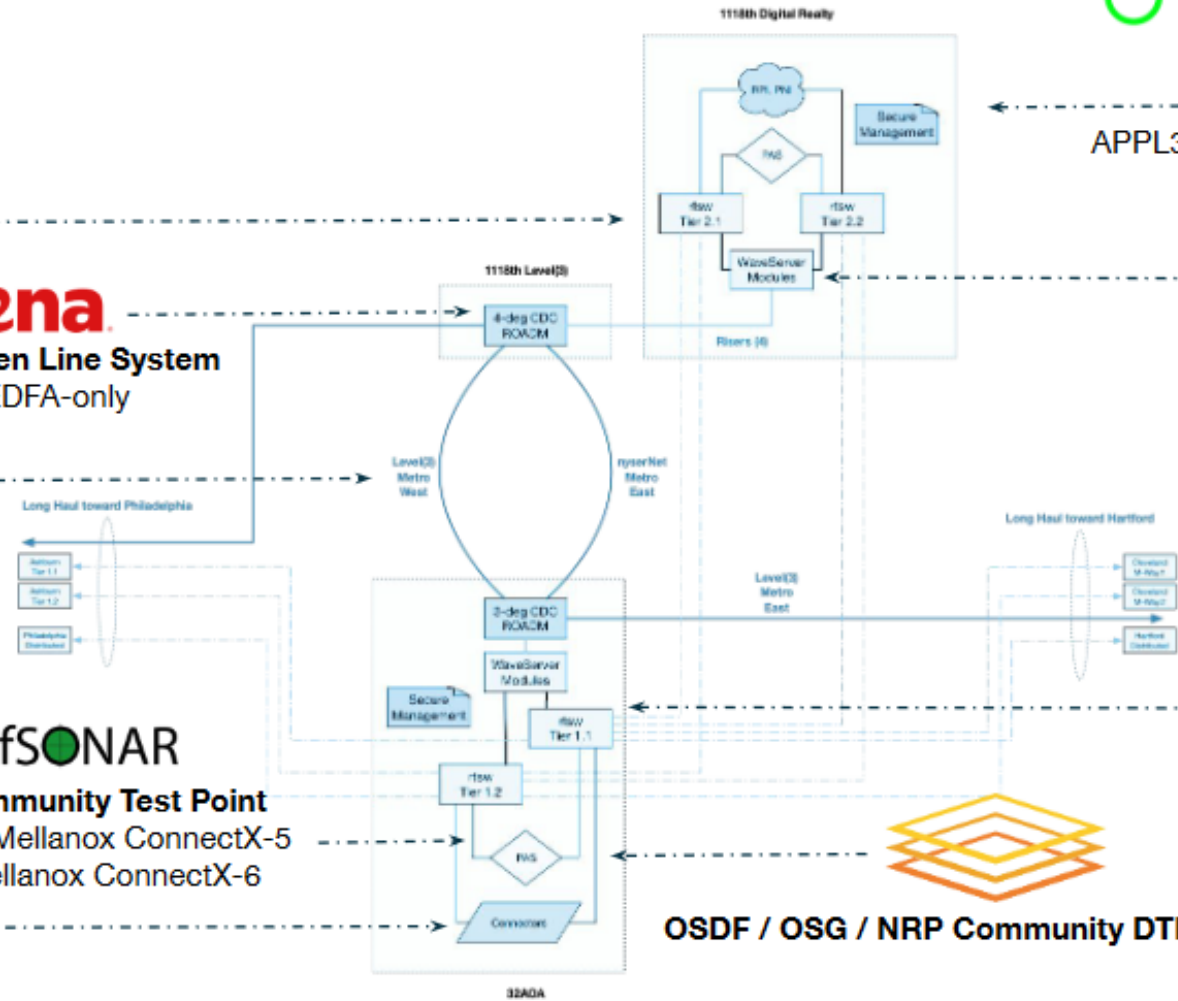 1118th Digital Realty
RPI, PNI
Secure
Management
APPL3
PAS
rtsw
Tier 2.1
rtsw
Tier 2.2
WaveServer
Modules
1118th Level(3)
4-deg CDC
ROADM
Risers (4)
ena
en Line System
EDFA-only
Level(3)
Metro
West
nyserNet
Metro
East
Long Haul toward Philadelphia
Long Haul toward Hartford
Ashburn
Tier 1.1
Ashburn
Tier 1.2
Philadelphia
Distributed
Cleveland
M-Way1
Cleveland
M-Way2
Hartford
Distributed
Level(3)
Metro
East
3-deg CDC
ROADM
WaveServer
Modules
Secure
Management
rtsw
Tier 1.1
rtsw
Tier 1.2
PAS
Connectors
fSONAR
mmunity Test Point
Mellanox ConnectX-5
ellanox ConnectX-6
OSDF / OSG / NRP Community DTI
32AOA